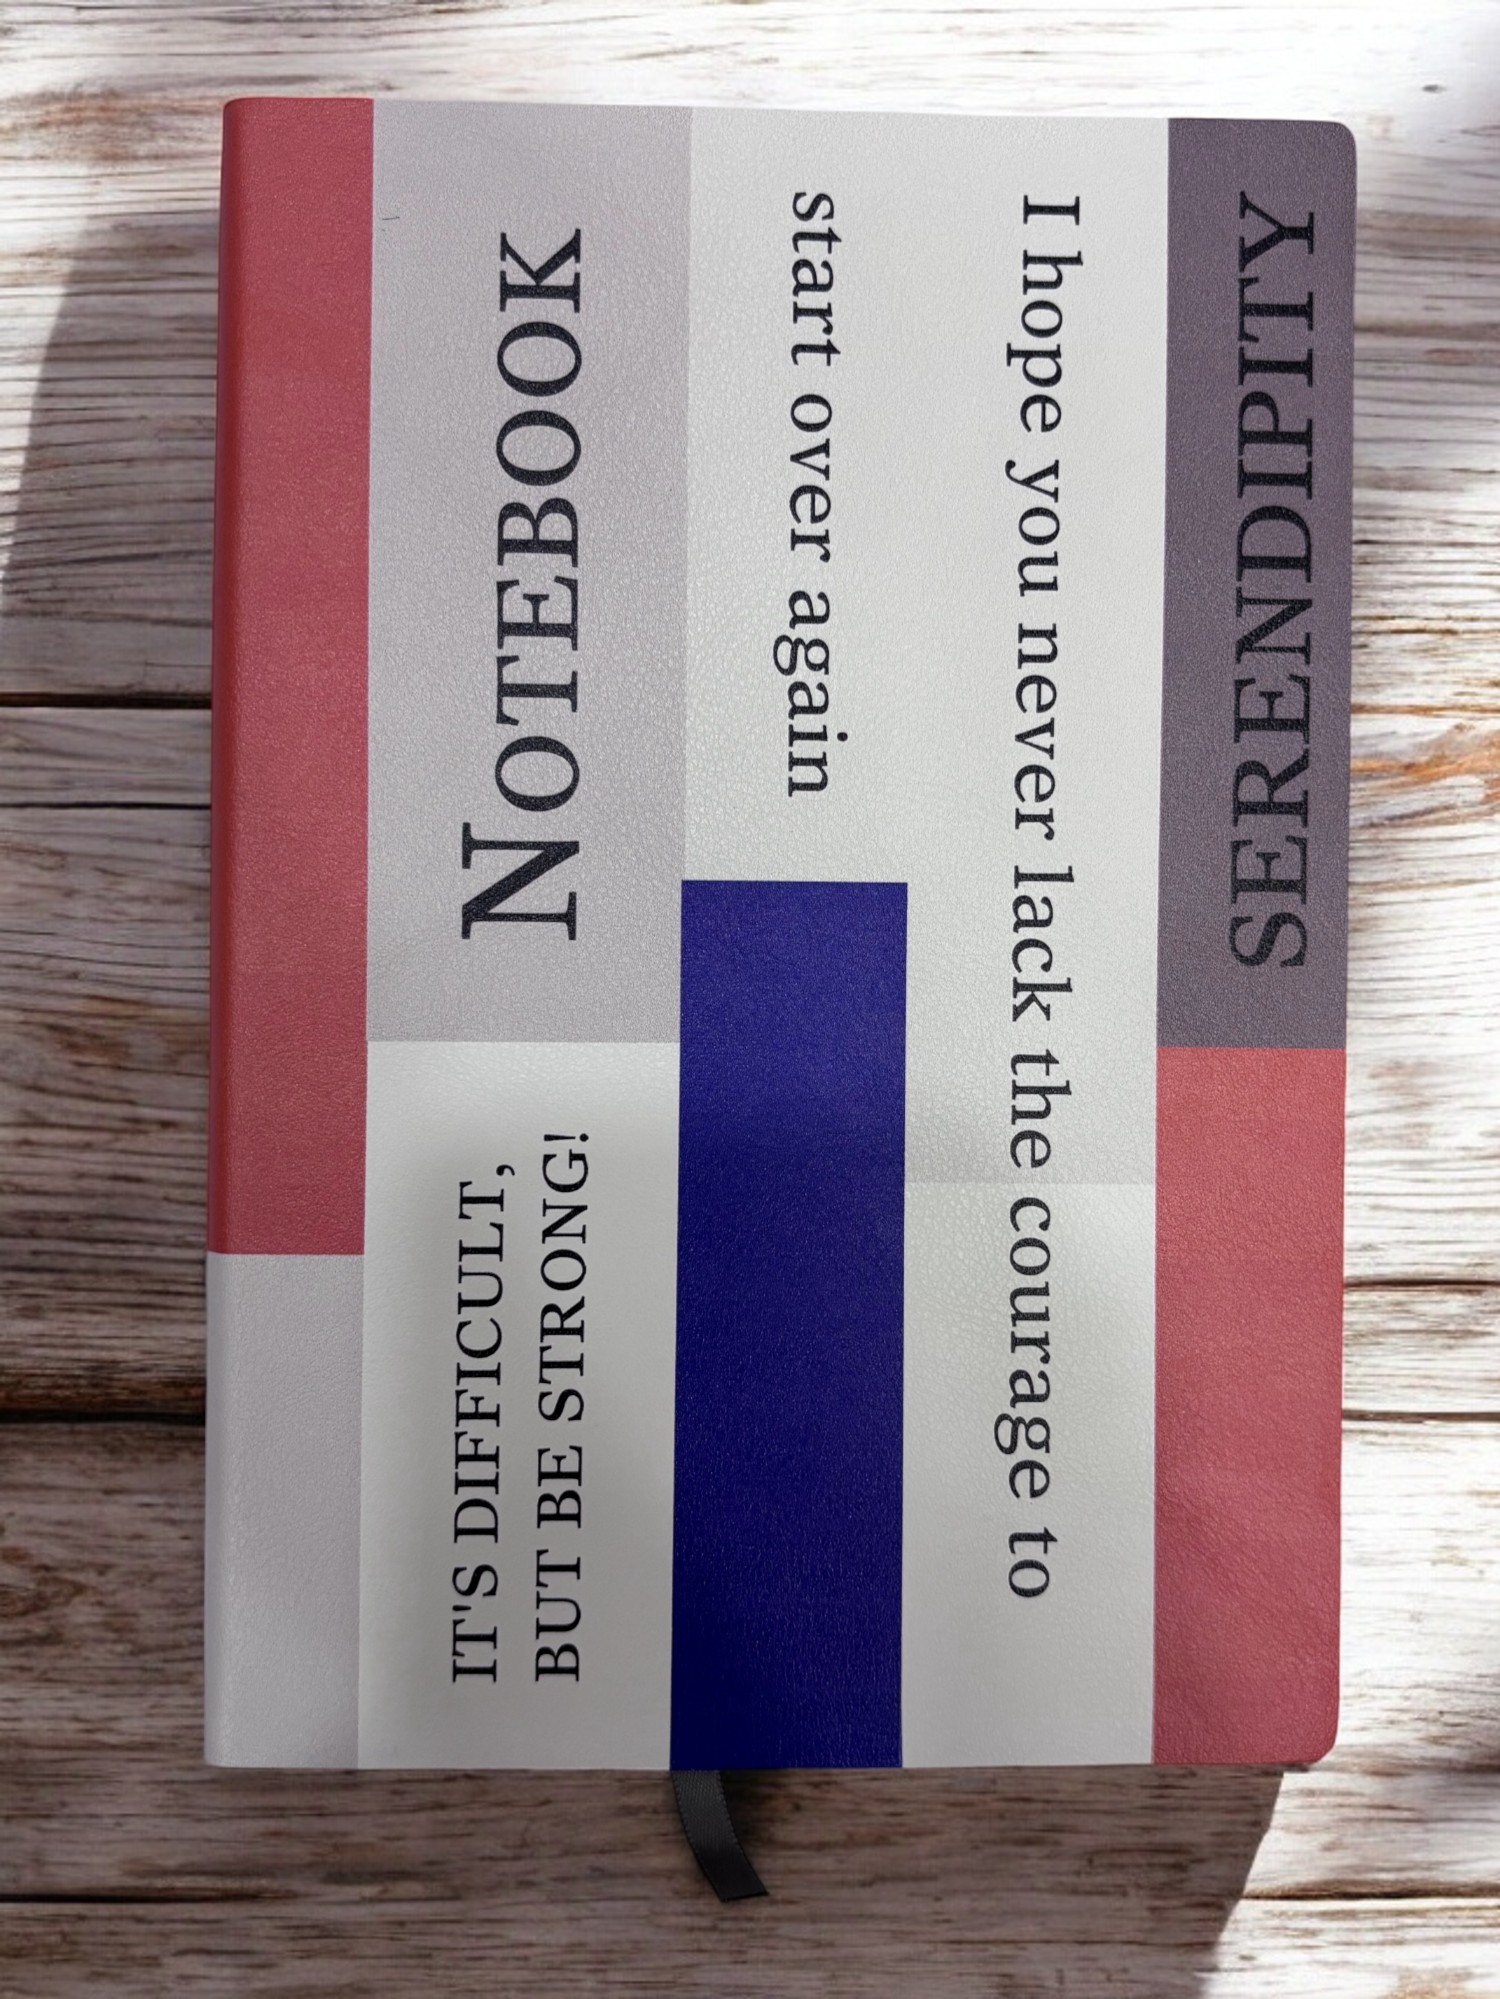 NOTEBOOK
IT'S DIFFICULT,
BUT BE STRONG!
I hope you never lack the courage to
start over again
SERENDIPITY